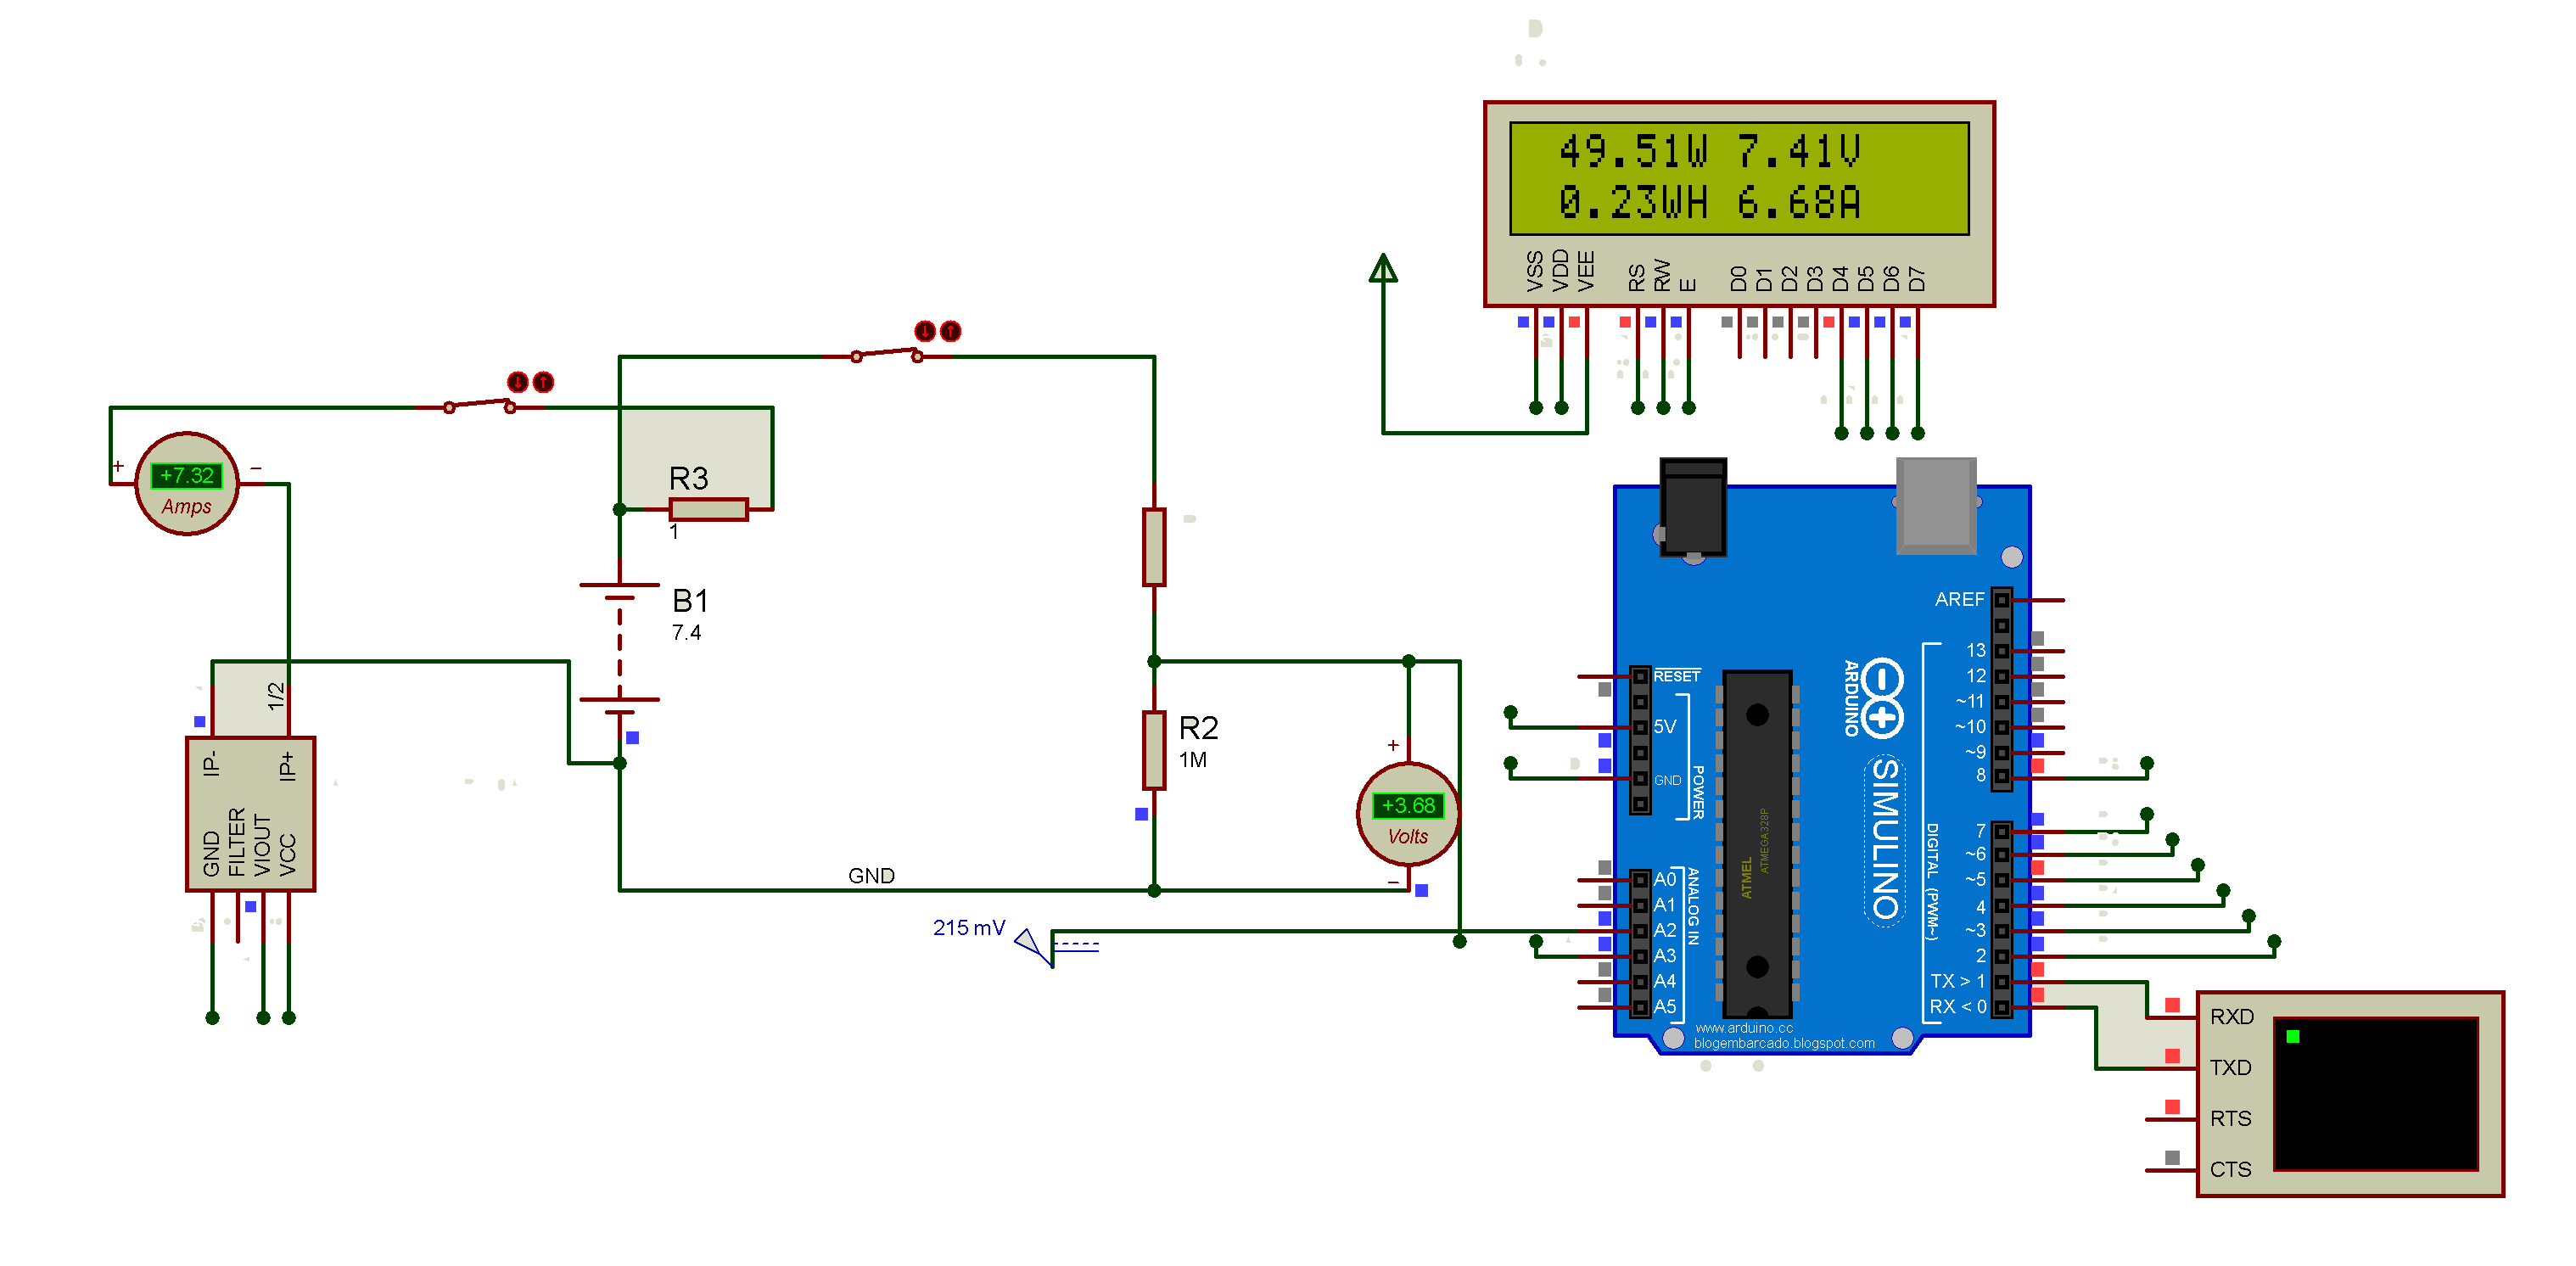 49.51W 7.41V
0.23WH 6.68A
VSS
VDD
VEE
RS
RW
E
D0
D1
D2
D3
D4
D5
D6
D7
+
+7.32
−
Amps
R3
1
B1
7.4
1/2
IP-
IP+
GND
FILTER
VIOUT
VCC
R2
1M
+
+3.68
Volts
−
GND
215 mV
RESET
5V
GND
POWER
A0
A1
A2
A3
A4
A5
ANALOG IN
ATMEL
ATMEGA328P
ARDUINO
SIMULINO
AREF
13
12
~11
~10
~9
8
7
~6
~5
4
~3
2
TX > 1
RX < 0
DIGITAL (PWM~)
www.arduino.cc
blogembarcado.blogspot.com
RXD
TXD
RTS
CTS